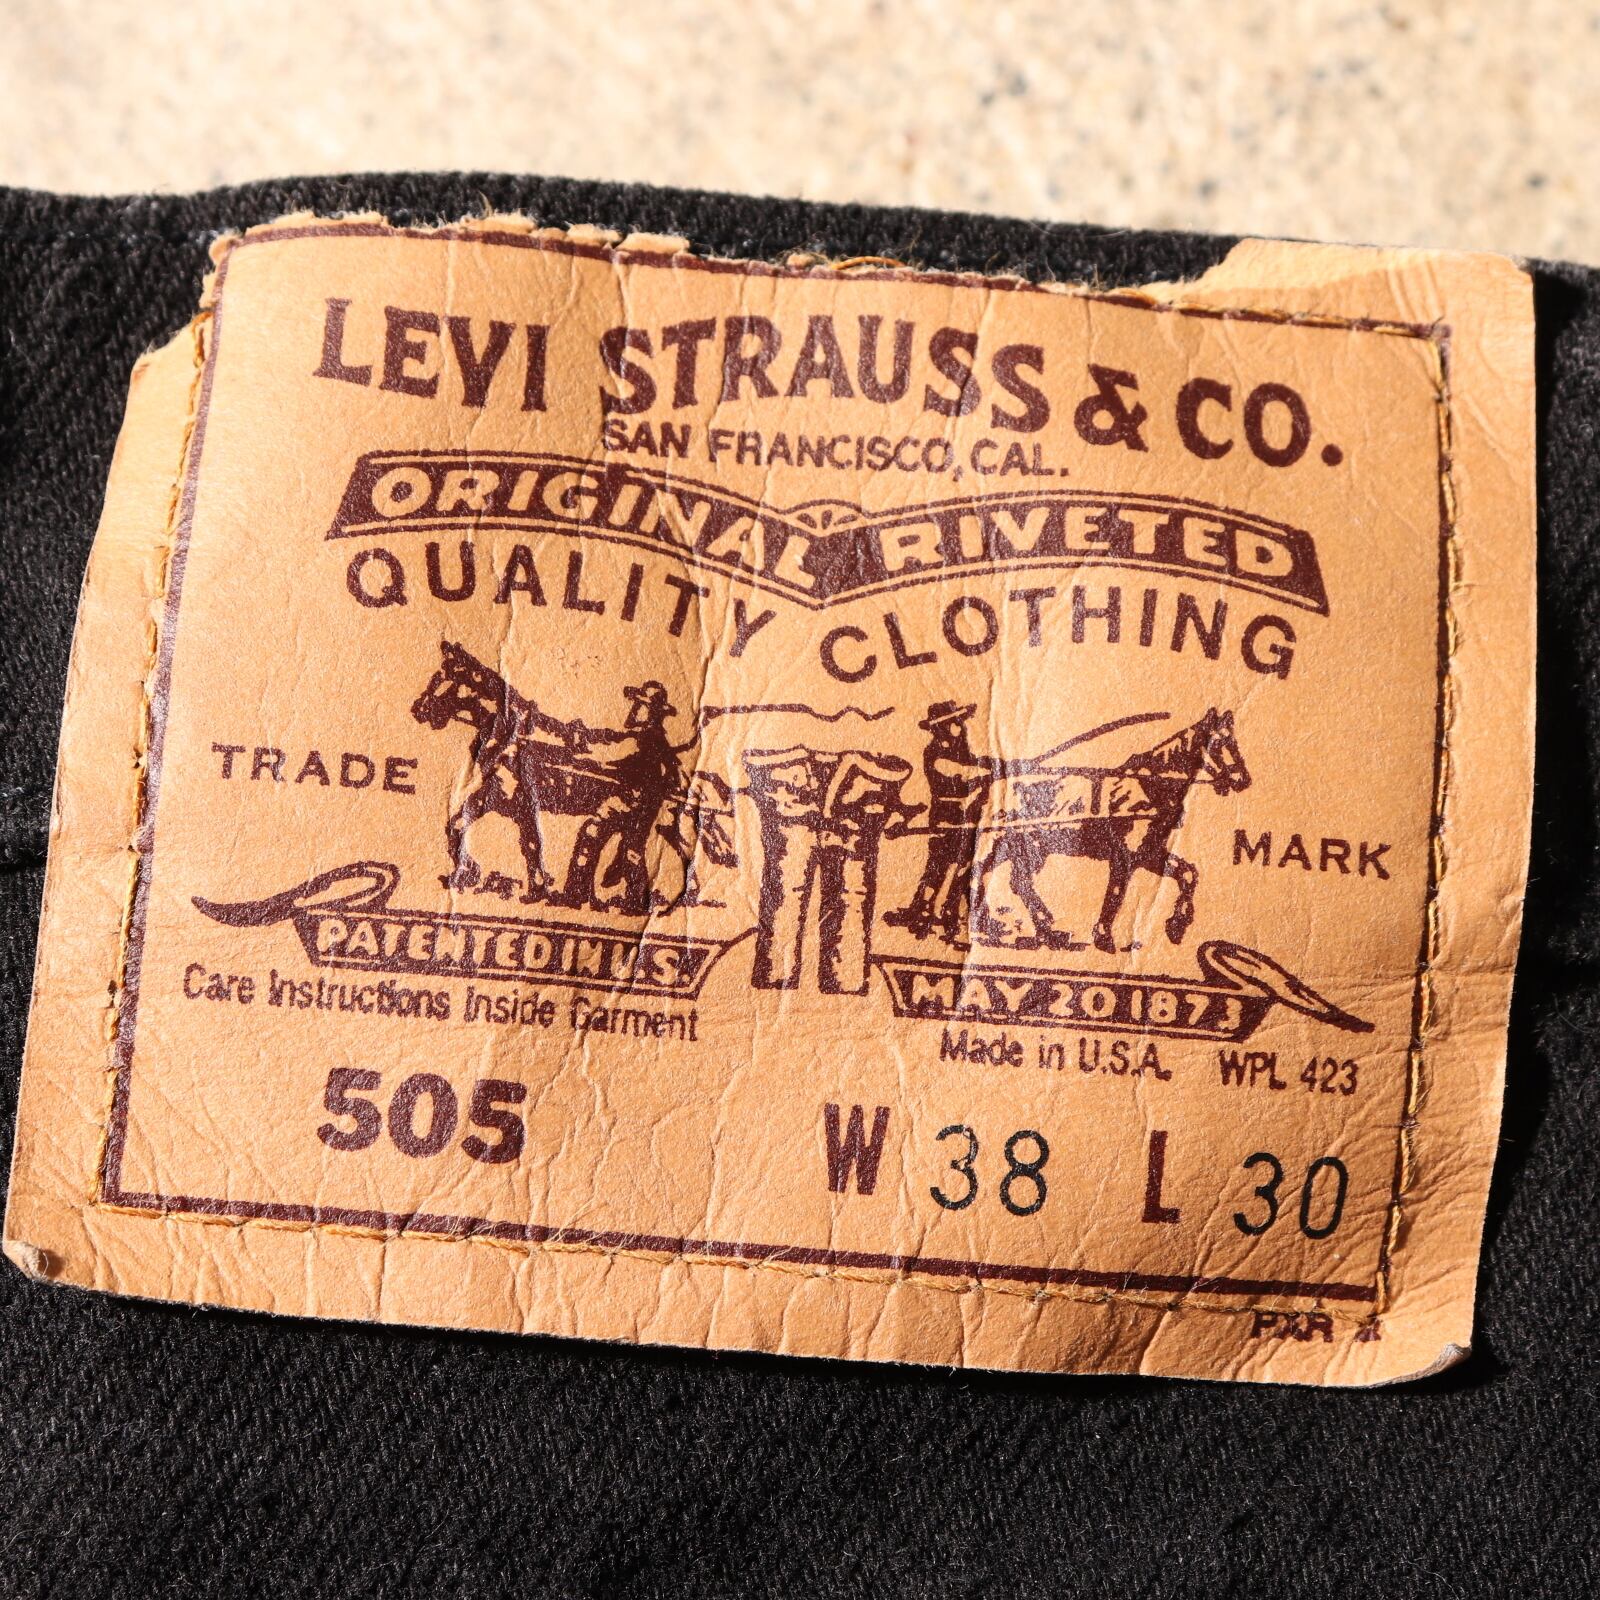 LEVI STRAUSS & CO.
SAN FRANCISCO, CAL.
ORIGINAL RIVETED
QUALITY CLOTHING
TRADE MARK
PATENTED IN U.S. MAY 20 1873
Care Instructions Inside Garment
Made in U.S.A. WPL 423
505 W 38 L 30